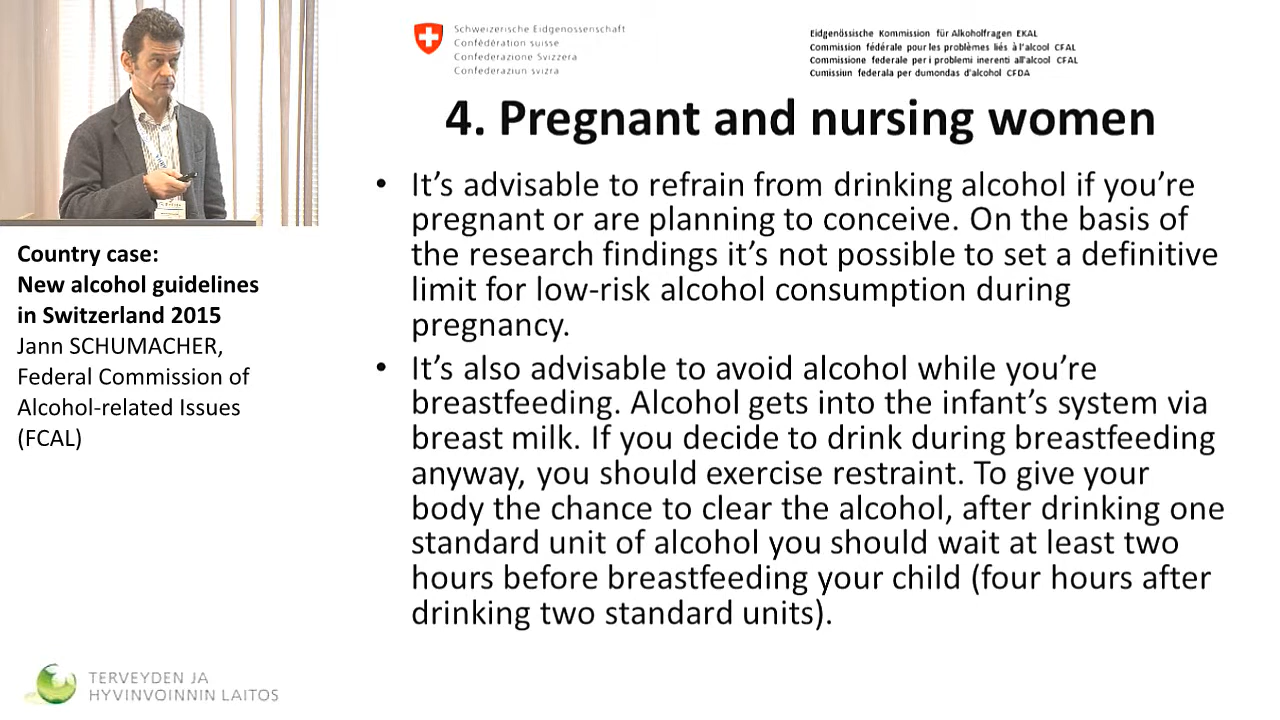 Schweizerische Eidgenossenschaft
Confédération suisse
Confederazione Svizzera
Confederaziun svizra
Eidgenössische Kommission für Alkoholfragen EKAL
Commission fédérale pour les problèmes liés à l'alcool CFAL
Commissione federale per i problemi inerenti all'alcool CFAL
Cumissiun federala per dumondas d'alcohol CFDA
4. Pregnant and nursing women
• It's advisable to refrain from drinking alcohol if you're
pregnant or are planning to conceive. On the basis of
the research findings it's not possible to set a definitive
limit for low-risk alcohol consumption during
pregnancy.
• It's also advisable to avoid alcohol while you're
breastfeeding. Alcohol gets into the infant's system via
breast milk. If you decide to drink during breastfeeding
anyway, you should exercise restraint. To give your
body the chance to clear the alcohol, after drinking one
standard unit of alcohol you should wait at least two
hours before breastfeeding your child (four hours after
drinking two standard units).
Country case:
New alcohol guidelines
in Switzerland 2015
Jann SCHUMACHER,
Federal Commission of
Alcohol-related Issues
(FCAL)
TERVEYDEN JA
HYVINVOINNIN LAITOS